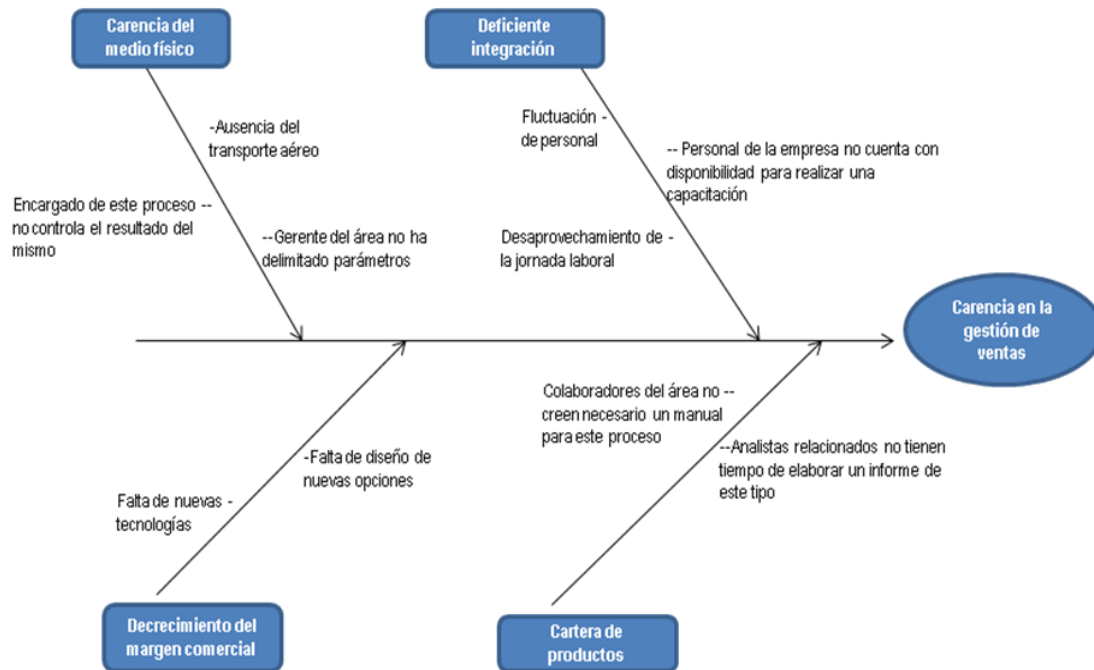 Carencia del
medio físico
Deficiente
integración
-Ausencia del
transporte aéreo
Fluctuación -
de personal
-- Personal de la empresa no cuenta con
disponibilidad para realizar una
capacitación
Encargado de este proceso --
no controla el resultado del
mismo
--Gerente del área no ha
delimitado parámetros
Desaprovechamiento de -
la jornada laboral
Carencia en la
gestión de
ventas
Colaboradores del área no --
creen necesario un manual
para este proceso
--Analistas relacionados no tienen
tiempo de elaborar un informe de
este tipo
-Falta de diseño de
nuevas opciones
Falta de nuevas -
tecnologías
Decrecimiento del
margen comercial
Cartera de
productos